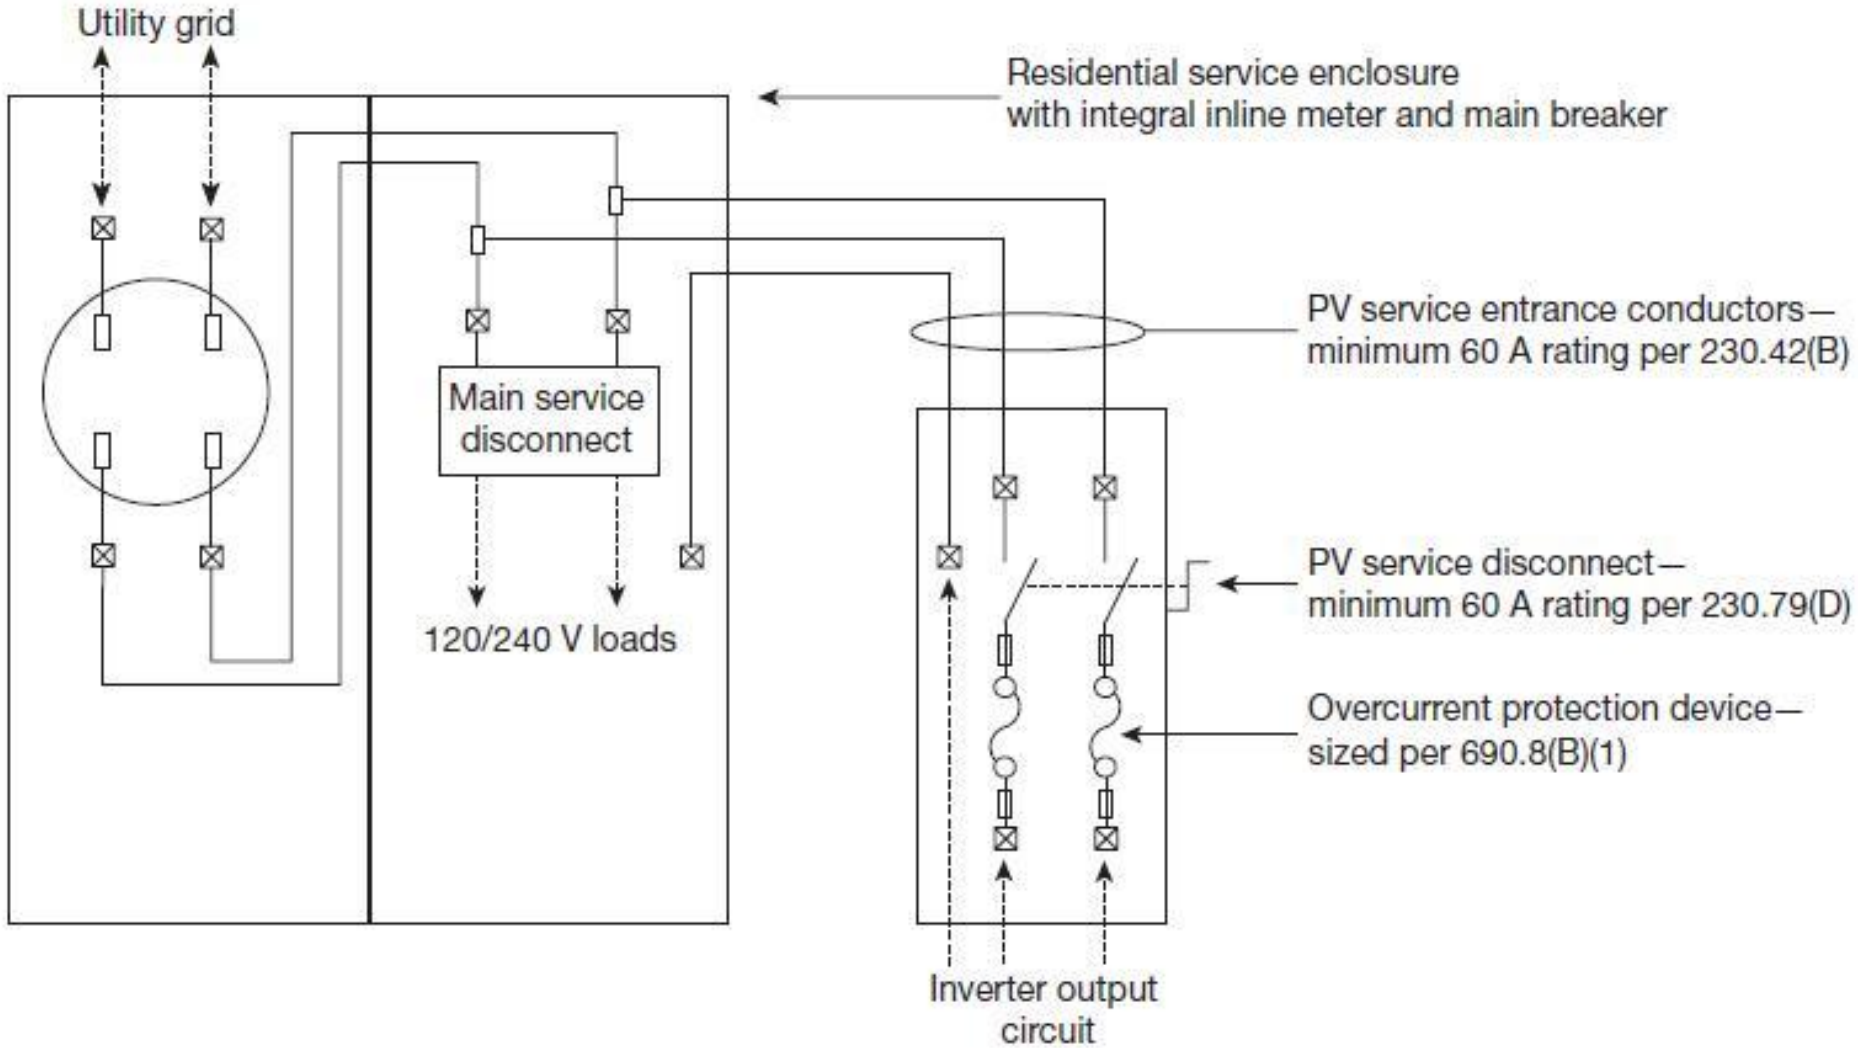 Utility grid
Residential service enclosure
with integral inline meter and main breaker
PV service entrance conductors—
minimum 60 A rating per 230.42(B)
Main service
disconnect
PV service disconnect—
minimum 60 A rating per 230.79(D)
120/240 V loads
Overcurrent protection device—
sized per 690.8(B)(1)
Inverter output
circuit